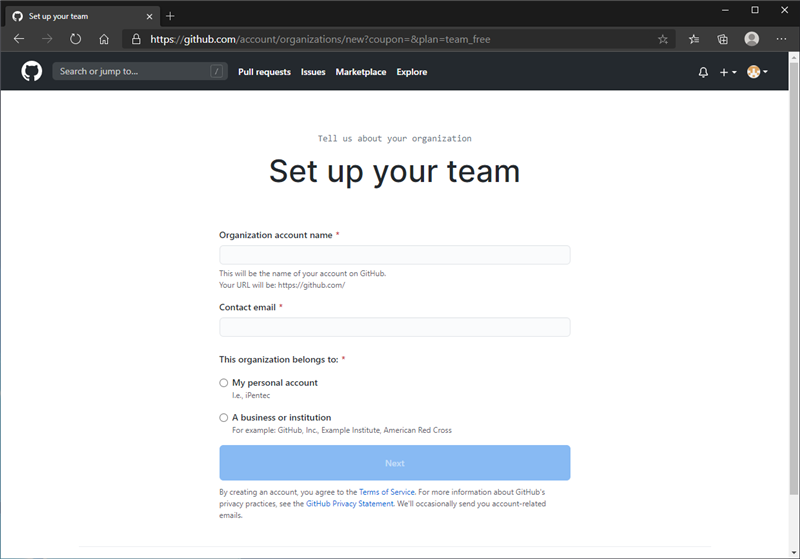 Set up your team
https://github.com/account/organizations/new?coupon=&plan=team_free
Search or jump to... /
Pull requests Issues Marketplace Explore
Tell us about your organization
Set up your team
Organization account name *
This will be the name of your account on GitHub.
Your URL will be: https://github.com/
Contact email *
This organization belongs to: *
My personal account
I.e., iPentec
A business or institution
For example: GitHub, Inc., Example Institute, American Red Cross
Next
By creating an account, you agree to the Terms of Service. For more information about GitHub's
privacy practices, see the GitHub Privacy Statement. We'll occasionally send you account-related
emails.